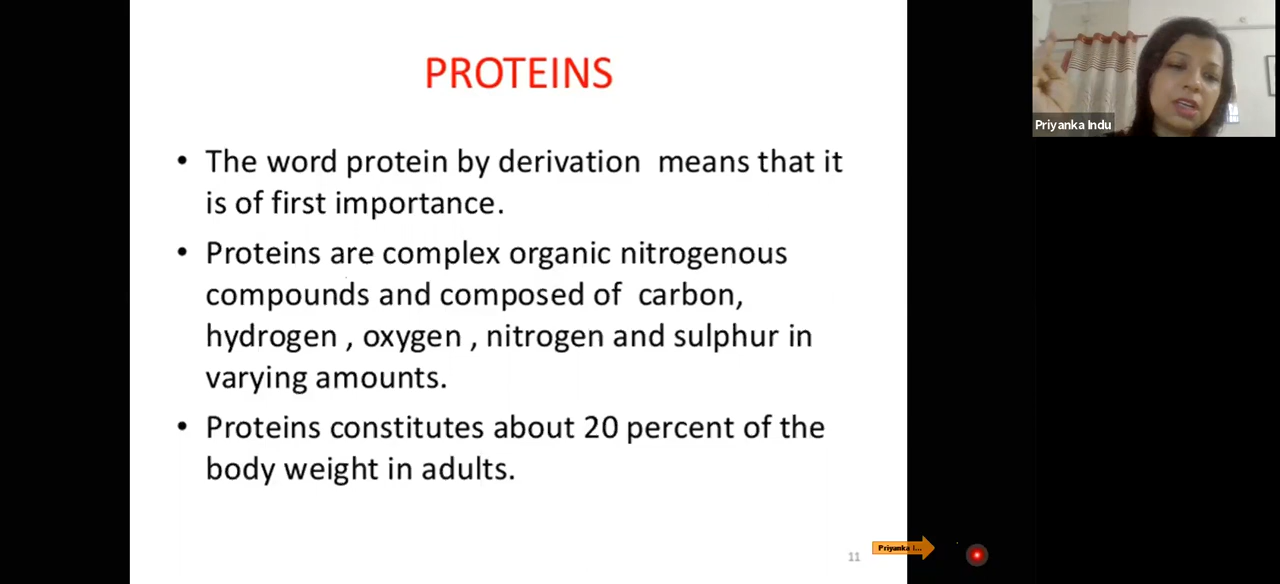 PROTEINS
• The word protein by derivation means that it
is of first importance.
• Proteins are complex organic nitrogenous
compounds and composed of carbon,
hydrogen , oxygen , nitrogen and sulphur in
varying amounts.
• Proteins constitutes about 20 percent of the
body weight in adults.
11
Priyanka I...
Priyanka Indu